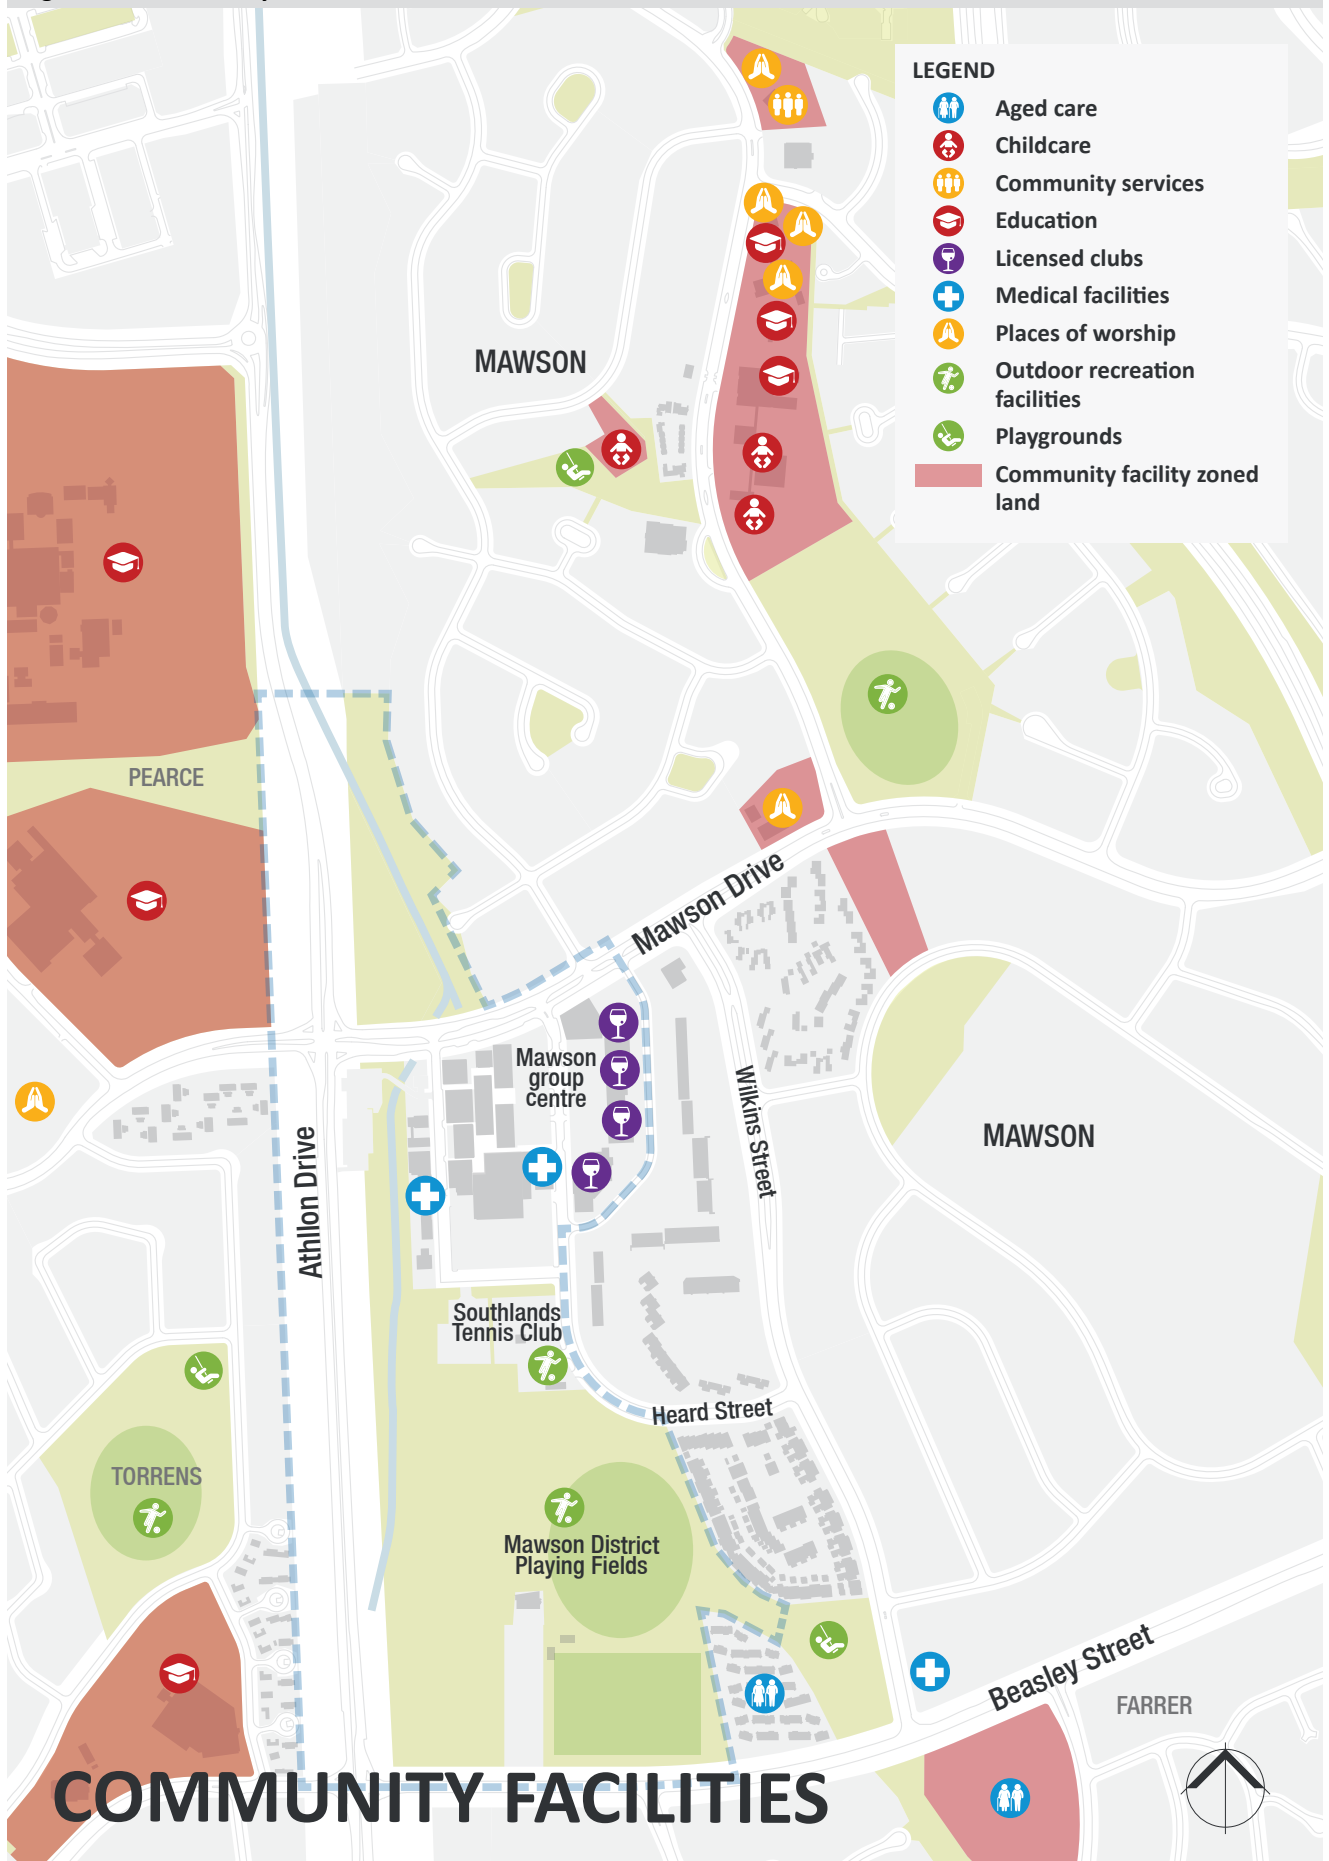 LEGEND
Aged care
Childcare
Community services
Education
Licensed clubs
Medical facilities
Places of worship
Outdoor recreation
facilities
Playgrounds
Community facility zoned
land
MAWSON
PEARCE
Mawson Drive
Mawson
group
centre
Wilkins Street
MAWSON
Athllon Drive
Southlands
Tennis Club
Heard Street
TORRENS
Mawson District
Playing Fields
Beasley Street
FARRER
COMMUNITY FACILITIES